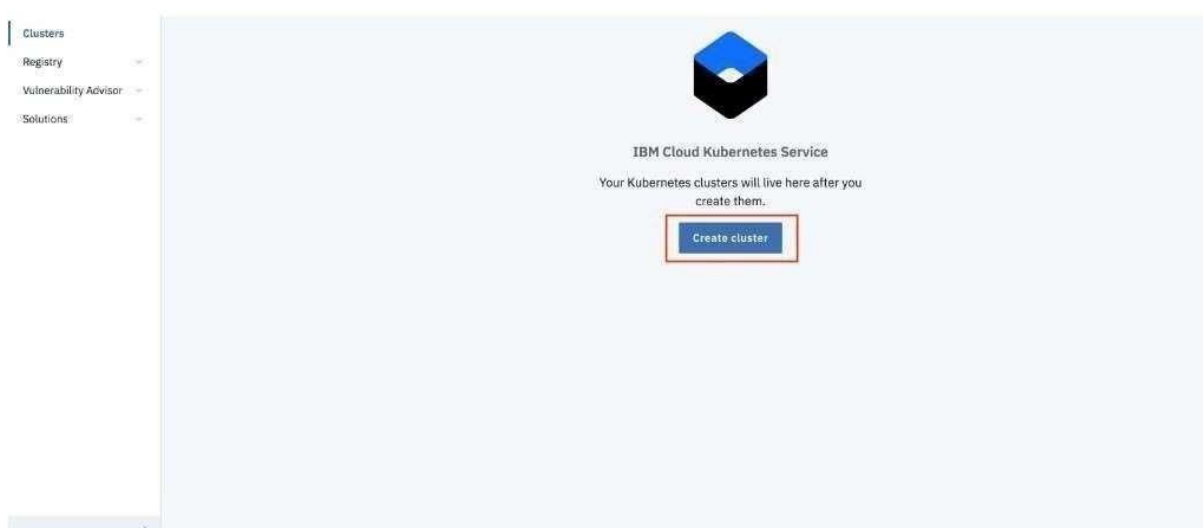 Clusters
Registry
Vulnerability Advisor
Solutions
IBM Cloud Kubernetes Service
Your Kubernetes clusters will live here after you
create them.
Create cluster